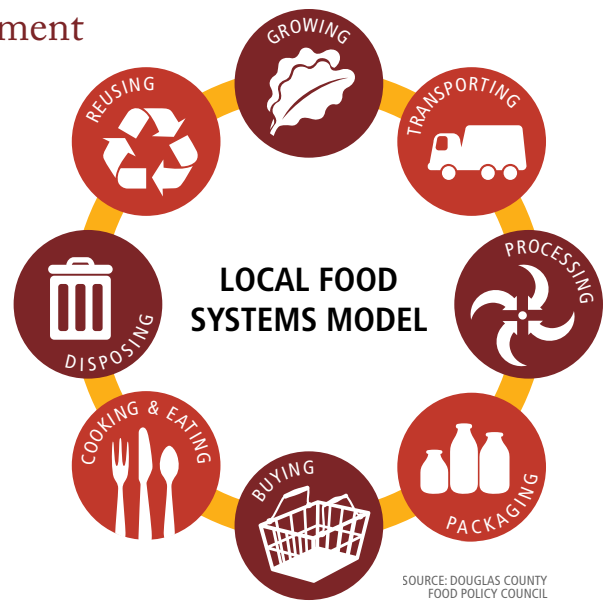 ment
GROWING
TRANSPORTING
PROCESSING
PACKAGING
BUYING
COOKING & EATING
DISPOSING
REUSING
LOCAL FOOD
SYSTEMS MODEL
SOURCE: DOUGLAS COUNTY
FOOD POLICY COUNCIL